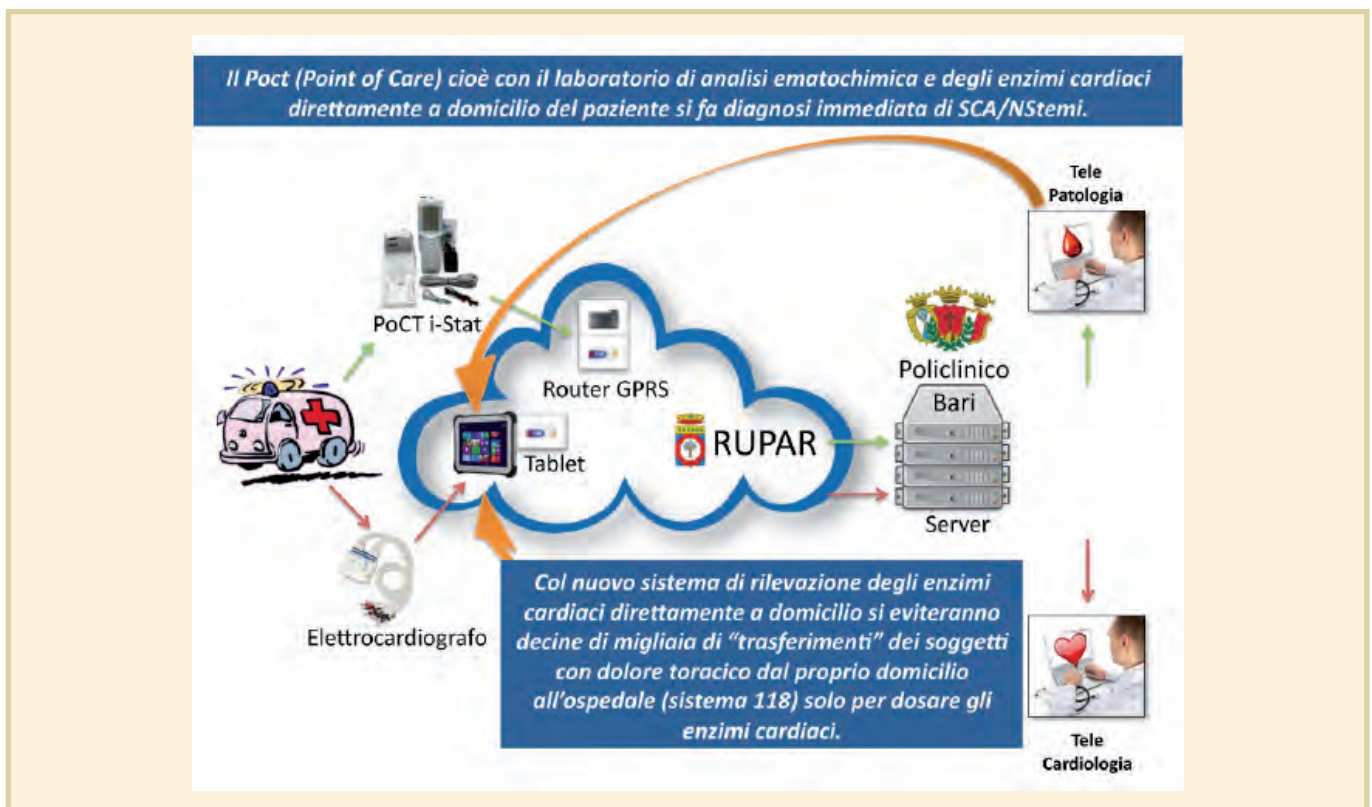 Il Poct (Point of Care) cioè con il laboratorio di analisi ematochimica e degli enzimi cardiaci
direttamente a domicilio del paziente si fa diagnosi immediata di SCA/NStemi.
Tele
Patologia
PoCT i-Stat
Router GPRS
Policlinico
Bari
Tablet
RUPAR
Server
Elettrocardiografo
Col nuovo sistema di rilevazione degli enzimi
cardiaci direttamente a domicilio si eviteranno
decine di migliaia di “trasferimenti” dei soggetti
con dolore toracico dal proprio domicilio
all’ospedale (sistema 118) solo per dosare gli
enzimi cardiaci.
Tele
Cardiologia